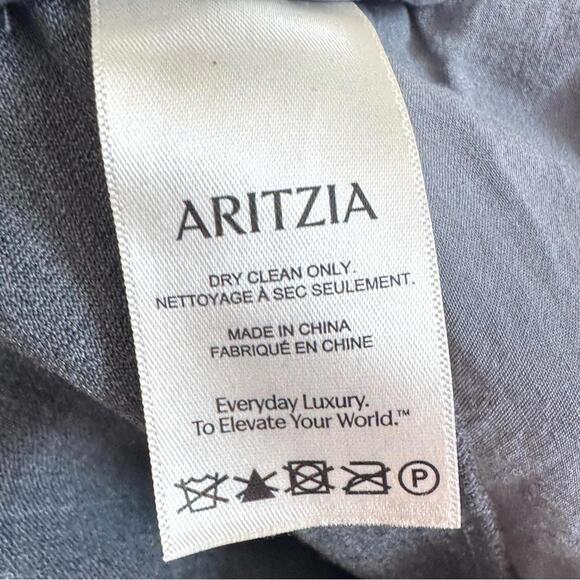 ARITZIA
DRY CLEAN ONLY.
NETTOYAGE À SEC SEULEMENT.
MADE IN CHINA
FABRIQUÉ EN CHINE
Everyday Luxury.
To Elevate Your World.™
P